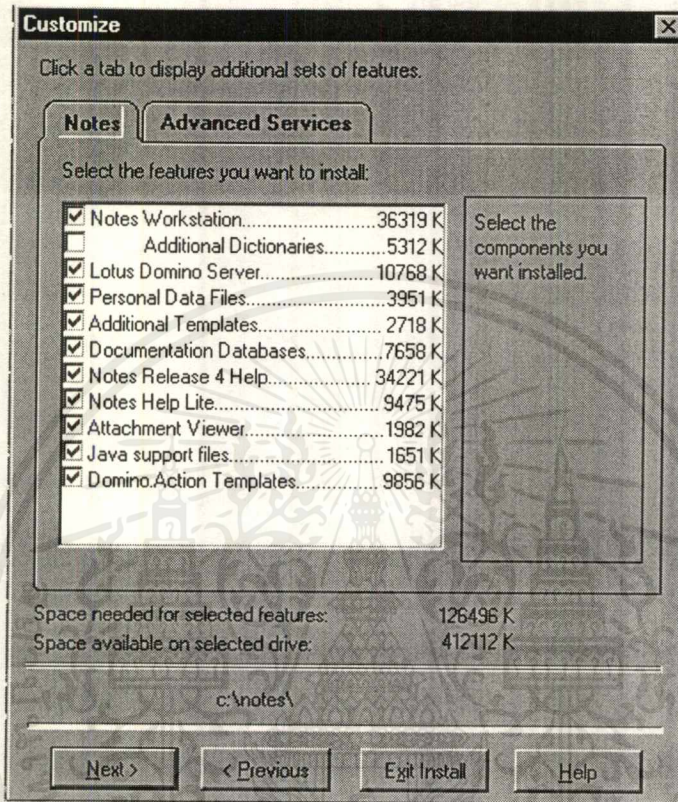 Customize
Click a tab to display additional sets of features.
Notes
Advanced Services
Select the features you want to install:
Notes Workstation....................36319 K
Additional Dictionaries................5312 K
Lotus Domino Server.................10768 K
Personal Data Files...................3951 K
Additional Templates.................2718 K
Documentation Databases..........7658 K
Notes Release 4 Help................34221 K
Notes Help Lite........................9475 K
Attachment Viewer....................1982 K
Java support files.....................1651 K
Domino.Action Templates............9856 K
Select the
components you
want installed.
Space needed for selected features: 126496 K
Space available on selected drive: 412112 K
c:\notes\
Next >
< Previous
Exit Install
Help